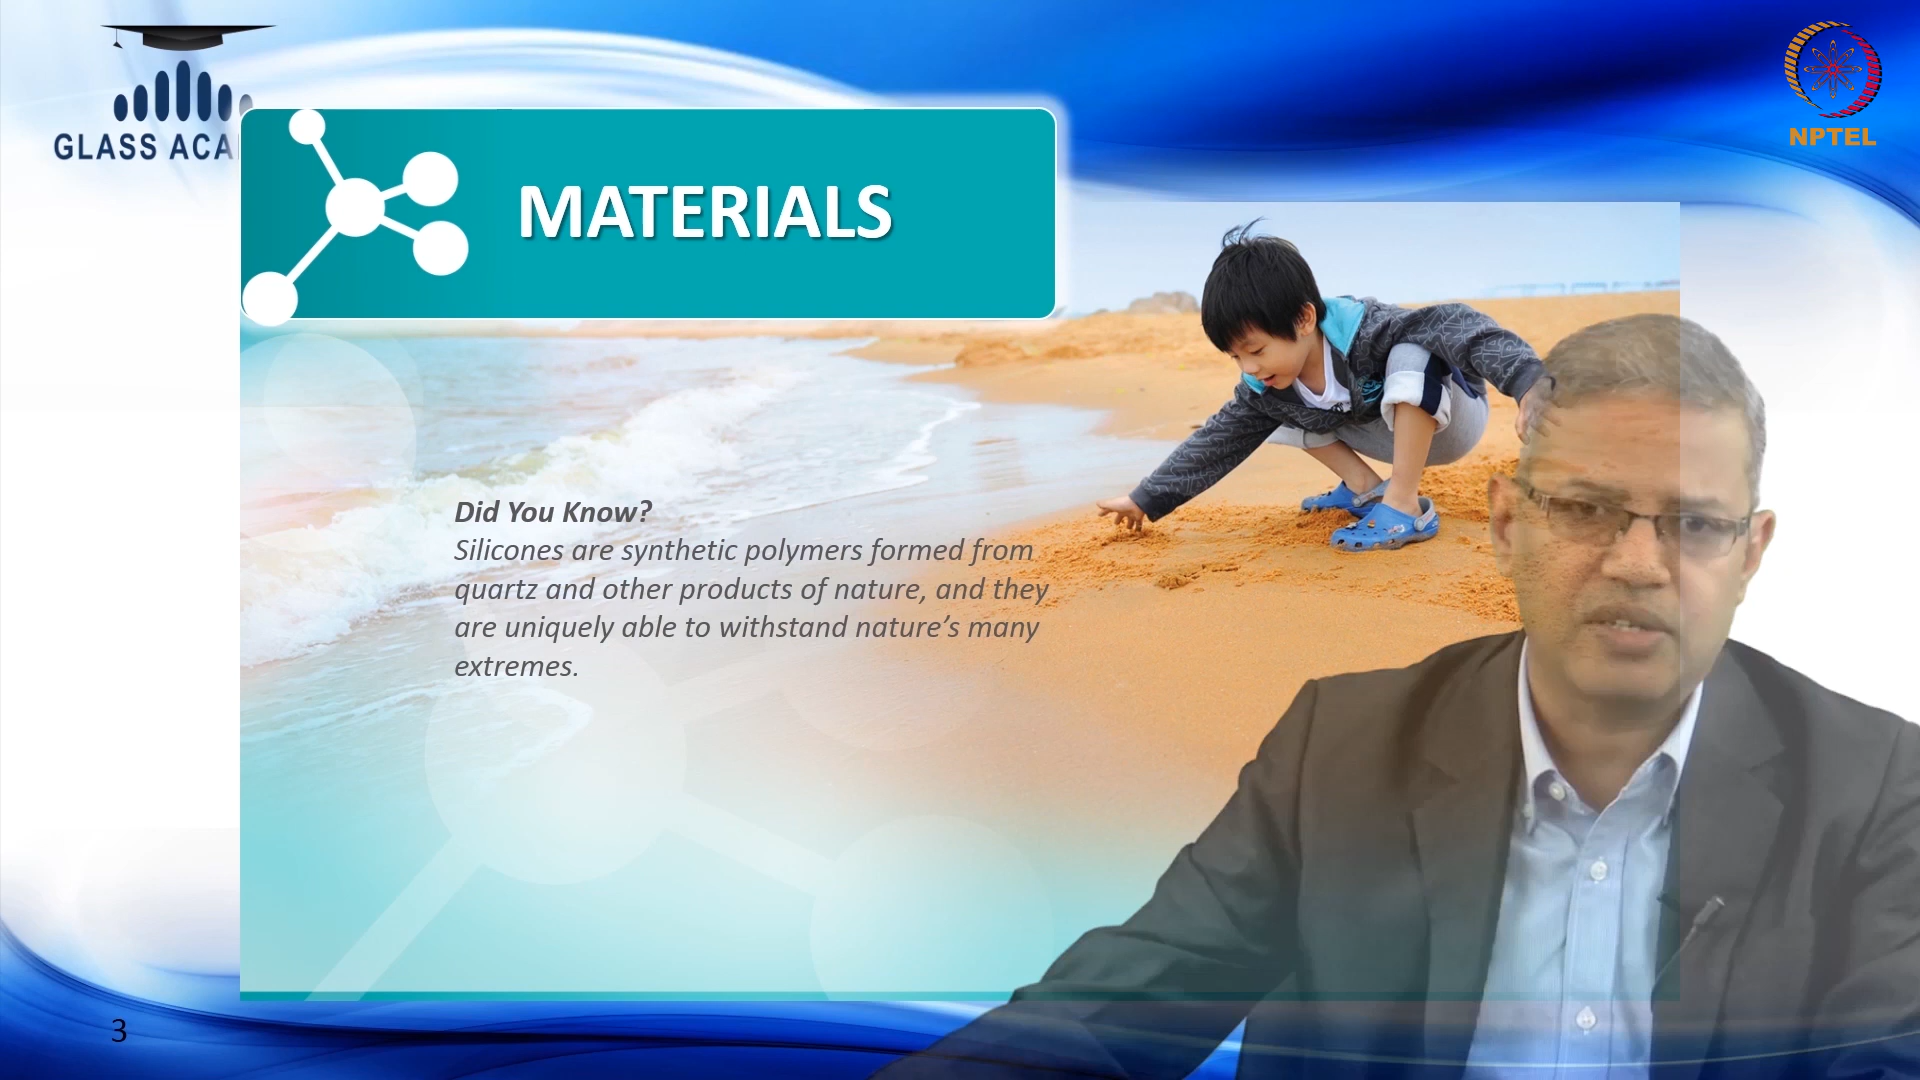 GLASS ACA
NPTEL
MATERIALS
Did You Know?
Silicones are synthetic polymers formed from
quartz and other products of nature, and they
are uniquely able to withstand nature’s many
extremes.
3